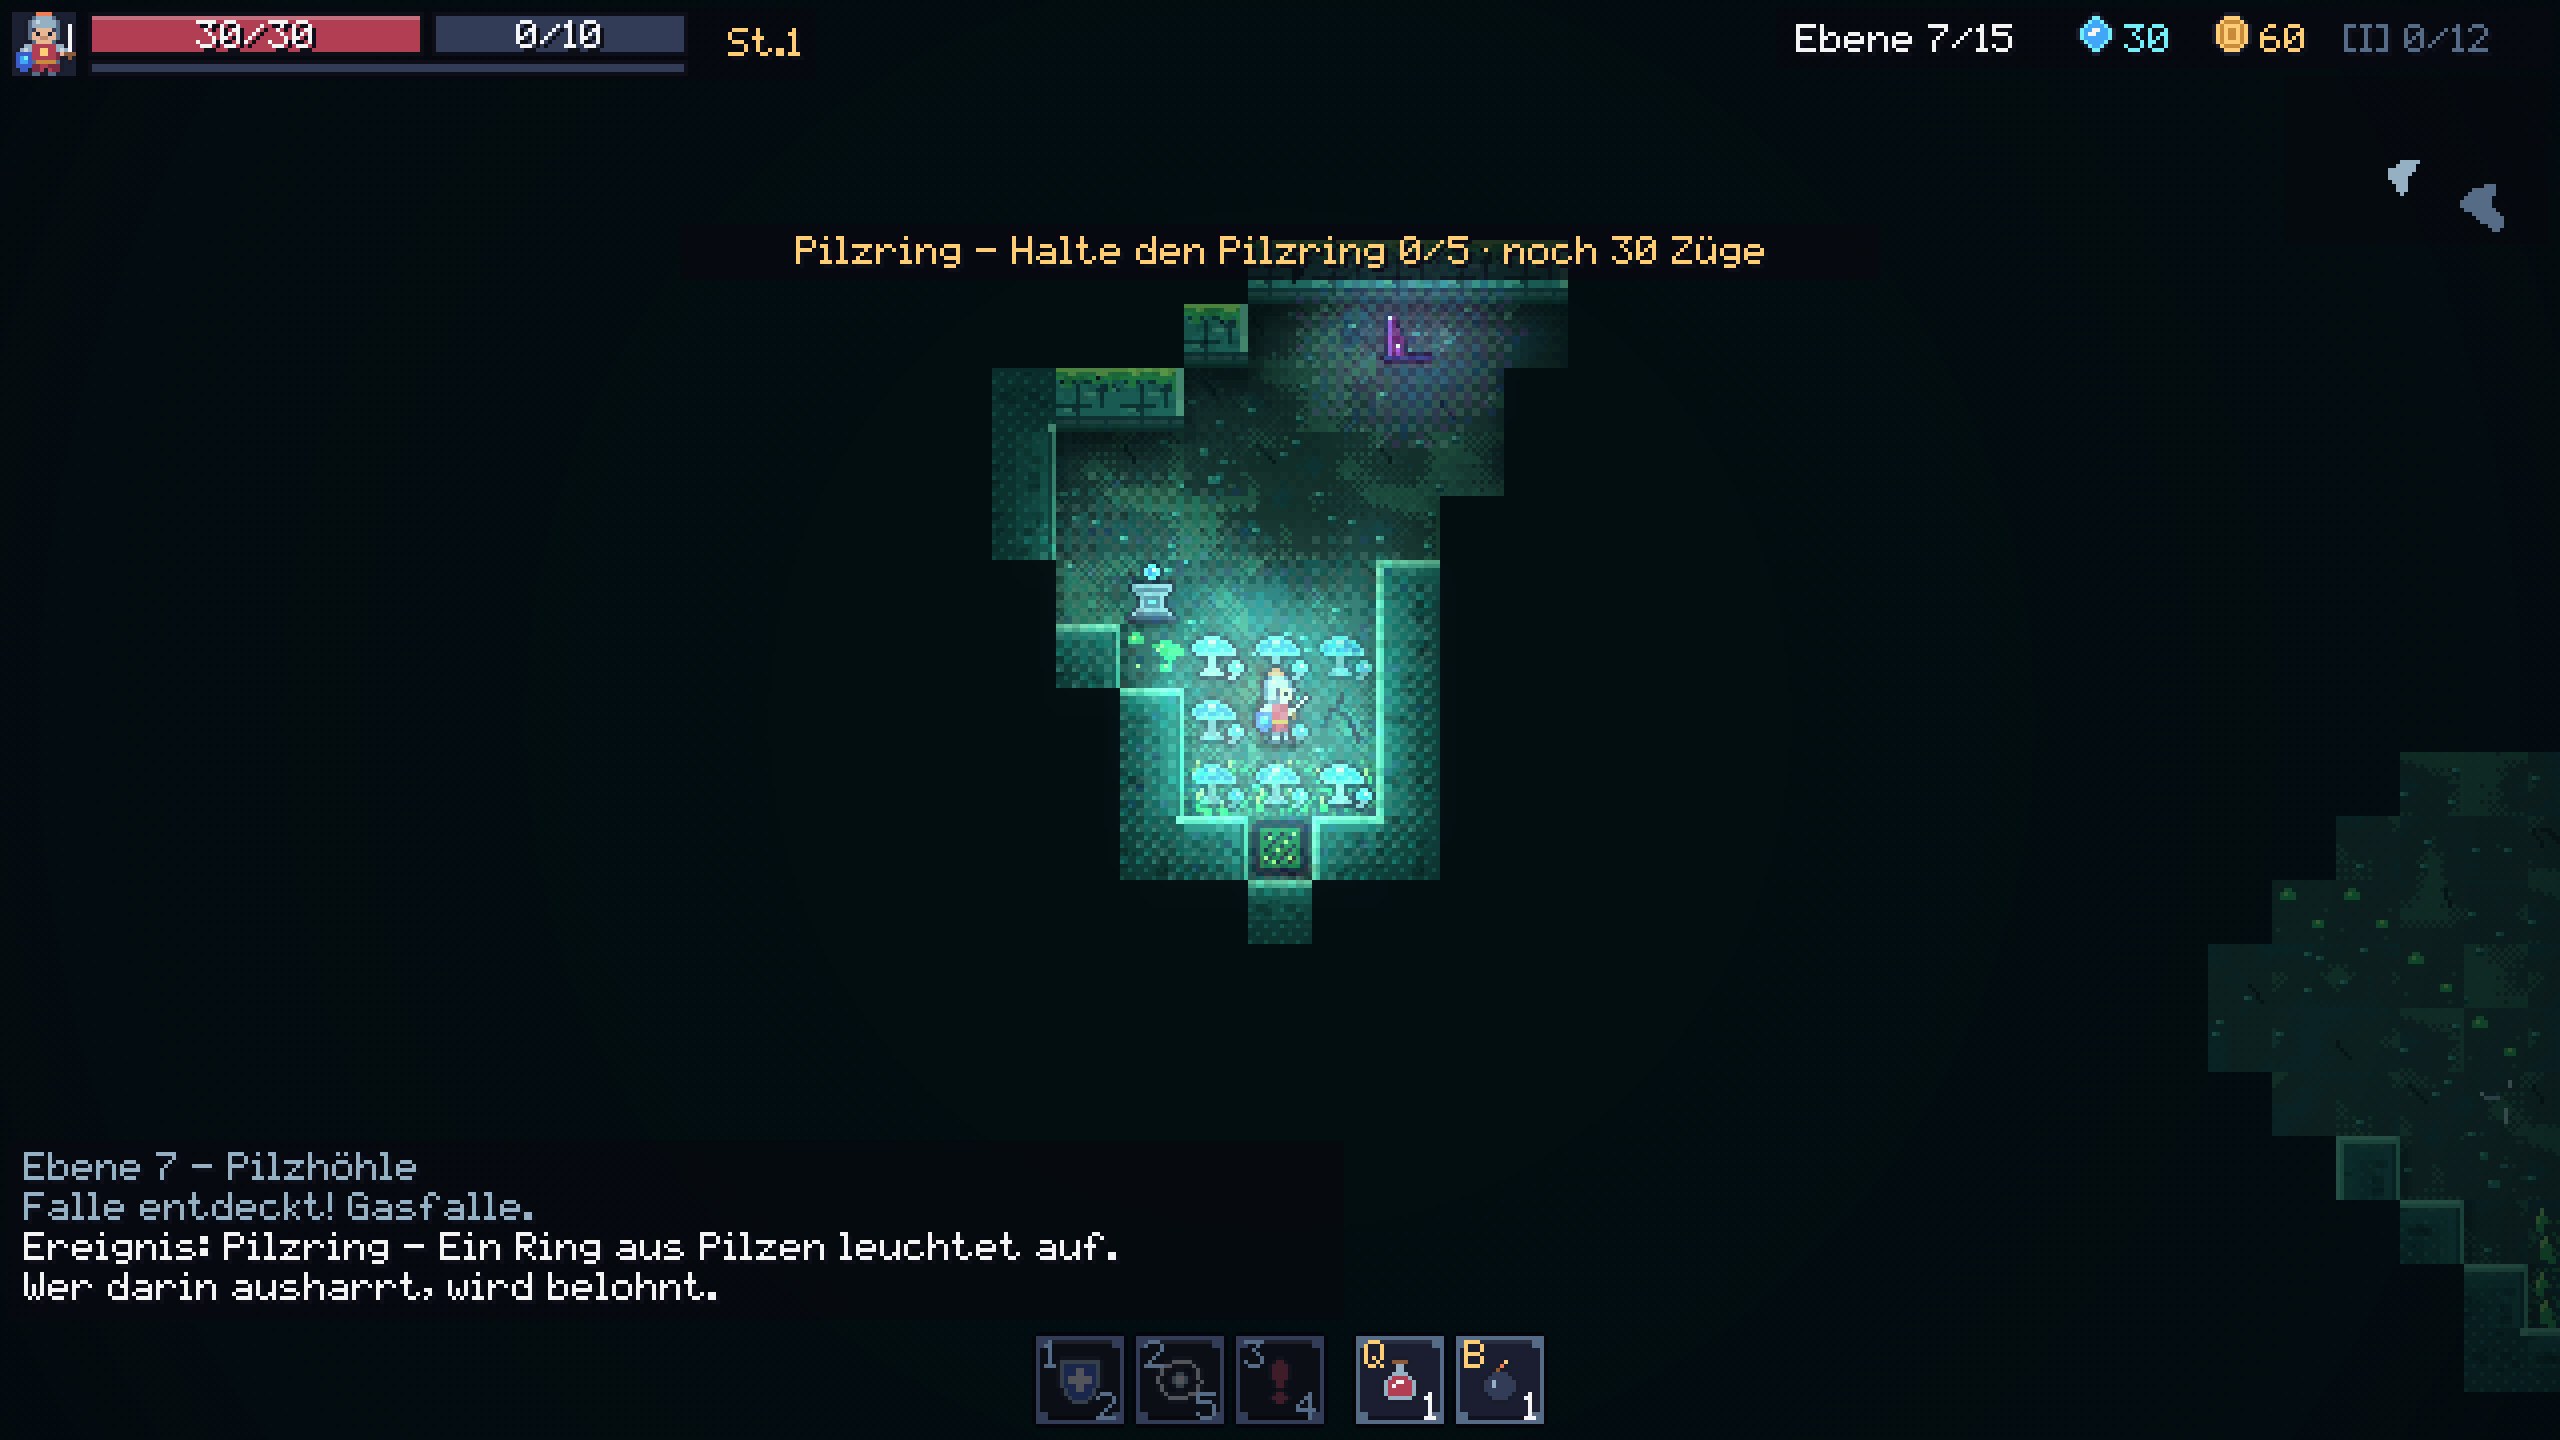 30/30 0/10 St.1 Ebene 7/15 30 60 [I] 0/12
Pilzring - Halte den Pilzring 0/5 · noch 30 Züge
Ebene 7 - Pilzhöhle
Falle entdeckt! Gasfalle.
Ereignis: Pilzring - Ein Ring aus Pilzen leuchtet auf.
Wer darin ausharrt, wird belohnt.
1 2 2 5 3 4 Q 1 B 1